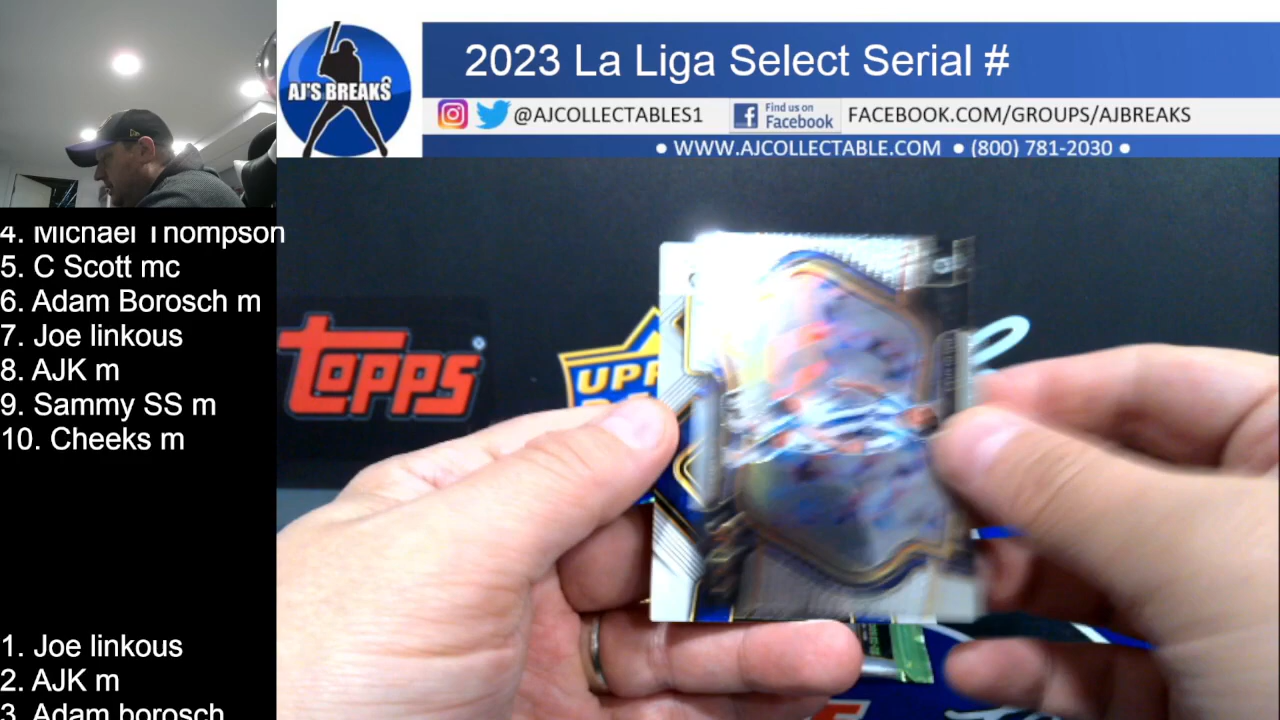 2023 La Liga Select Serial #
AJ'S BREAKS
@AJCOLLECTABLES1
Find us on
Facebook
FACEBOOK.COM/GROUPS/AJBREAKS
• WWW.AJCOLLECTABLE.COM • (800) 781-2030 •
4. Michael Thompson
5. C Scott mc
6. Adam Borosch m
7. Joe linkous
8. AJK m
9. Sammy SS m
10. Cheeks m
1. Joe linkous
2. AJK m
3. Adam borosch
TOPPS
UPP